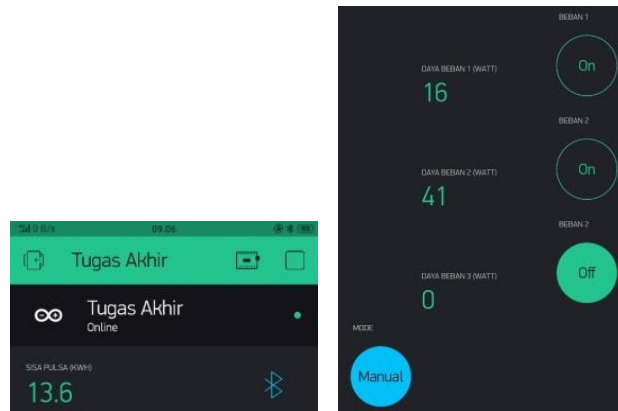 09.06
Tugas Akhir
Tugas Akhir
Online
SISA PULSA (KWH)
13.6
BEBAN 1
DAYA BEBAN 1 (WATT)
On
16
BEBAN 2
DAYA BEBAN 2 (WATT)
On
41
BEBAN 2
DAYA BEBAN 3 (WATT)
Off
0
MODE
Manual